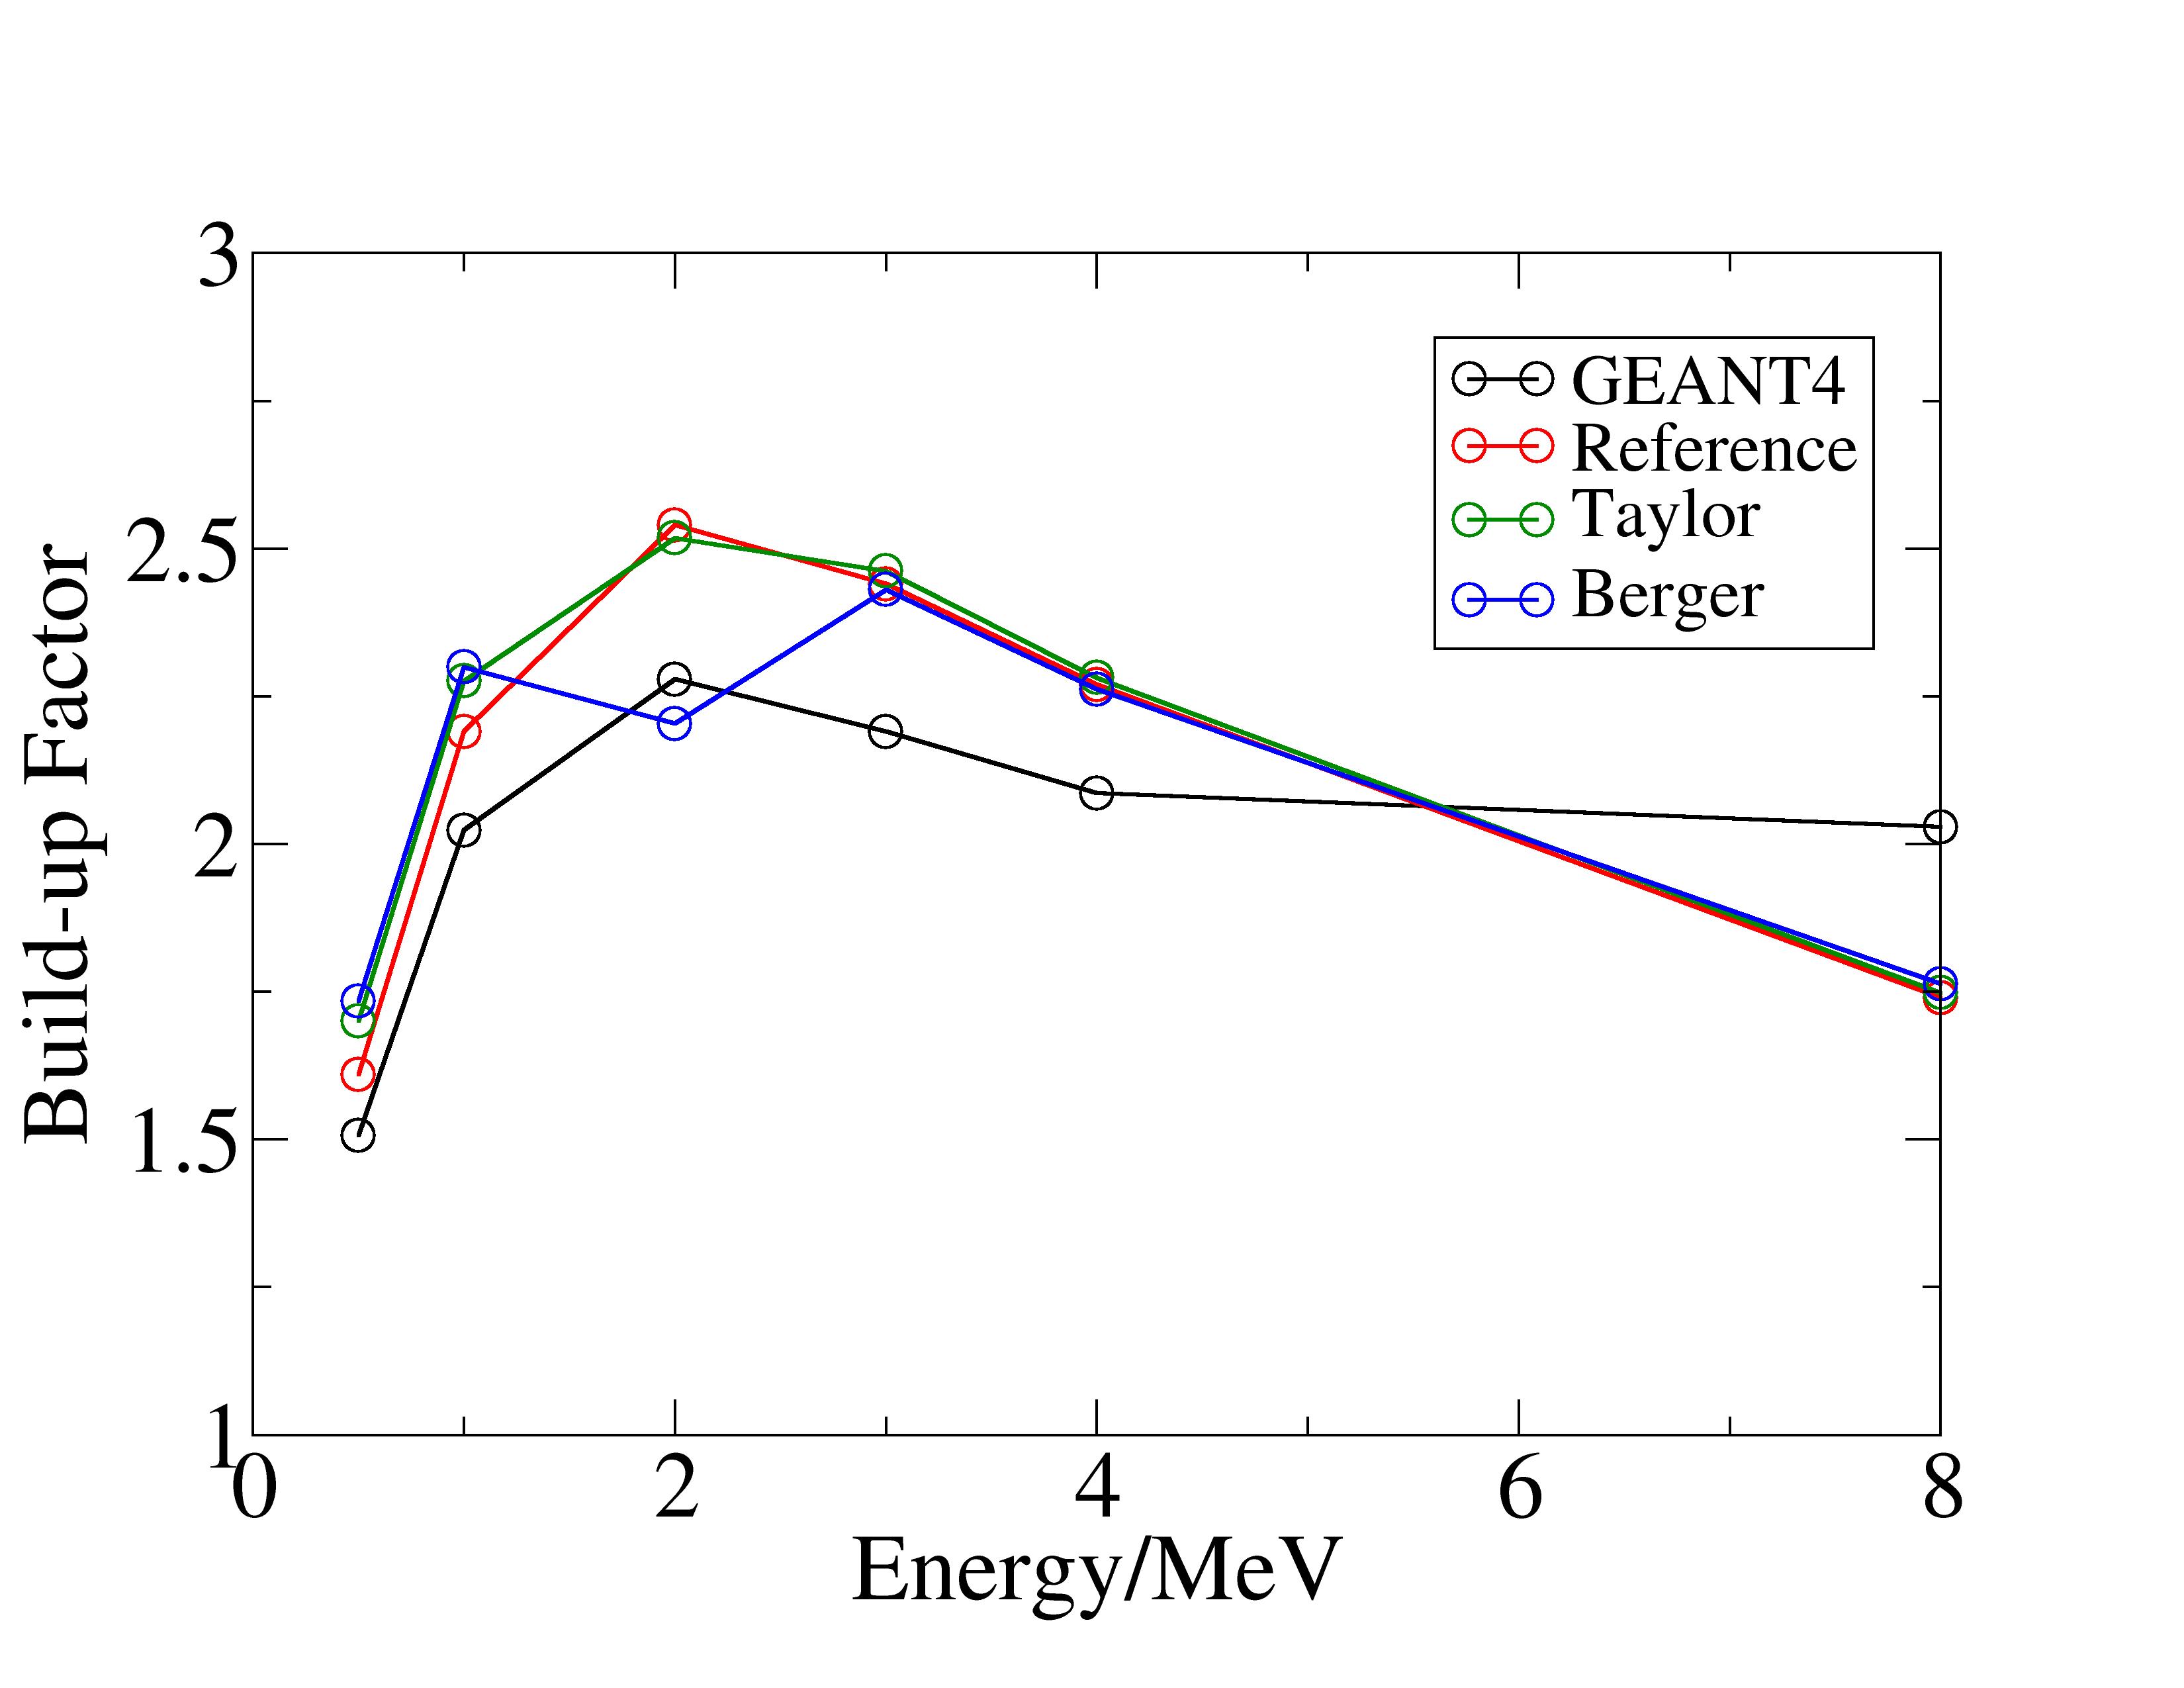 3
2.5
2
1.5
1
Build-up Factor
GEANT4
Reference
Taylor
Berger
0 2 4 6 8
Energy/MeV